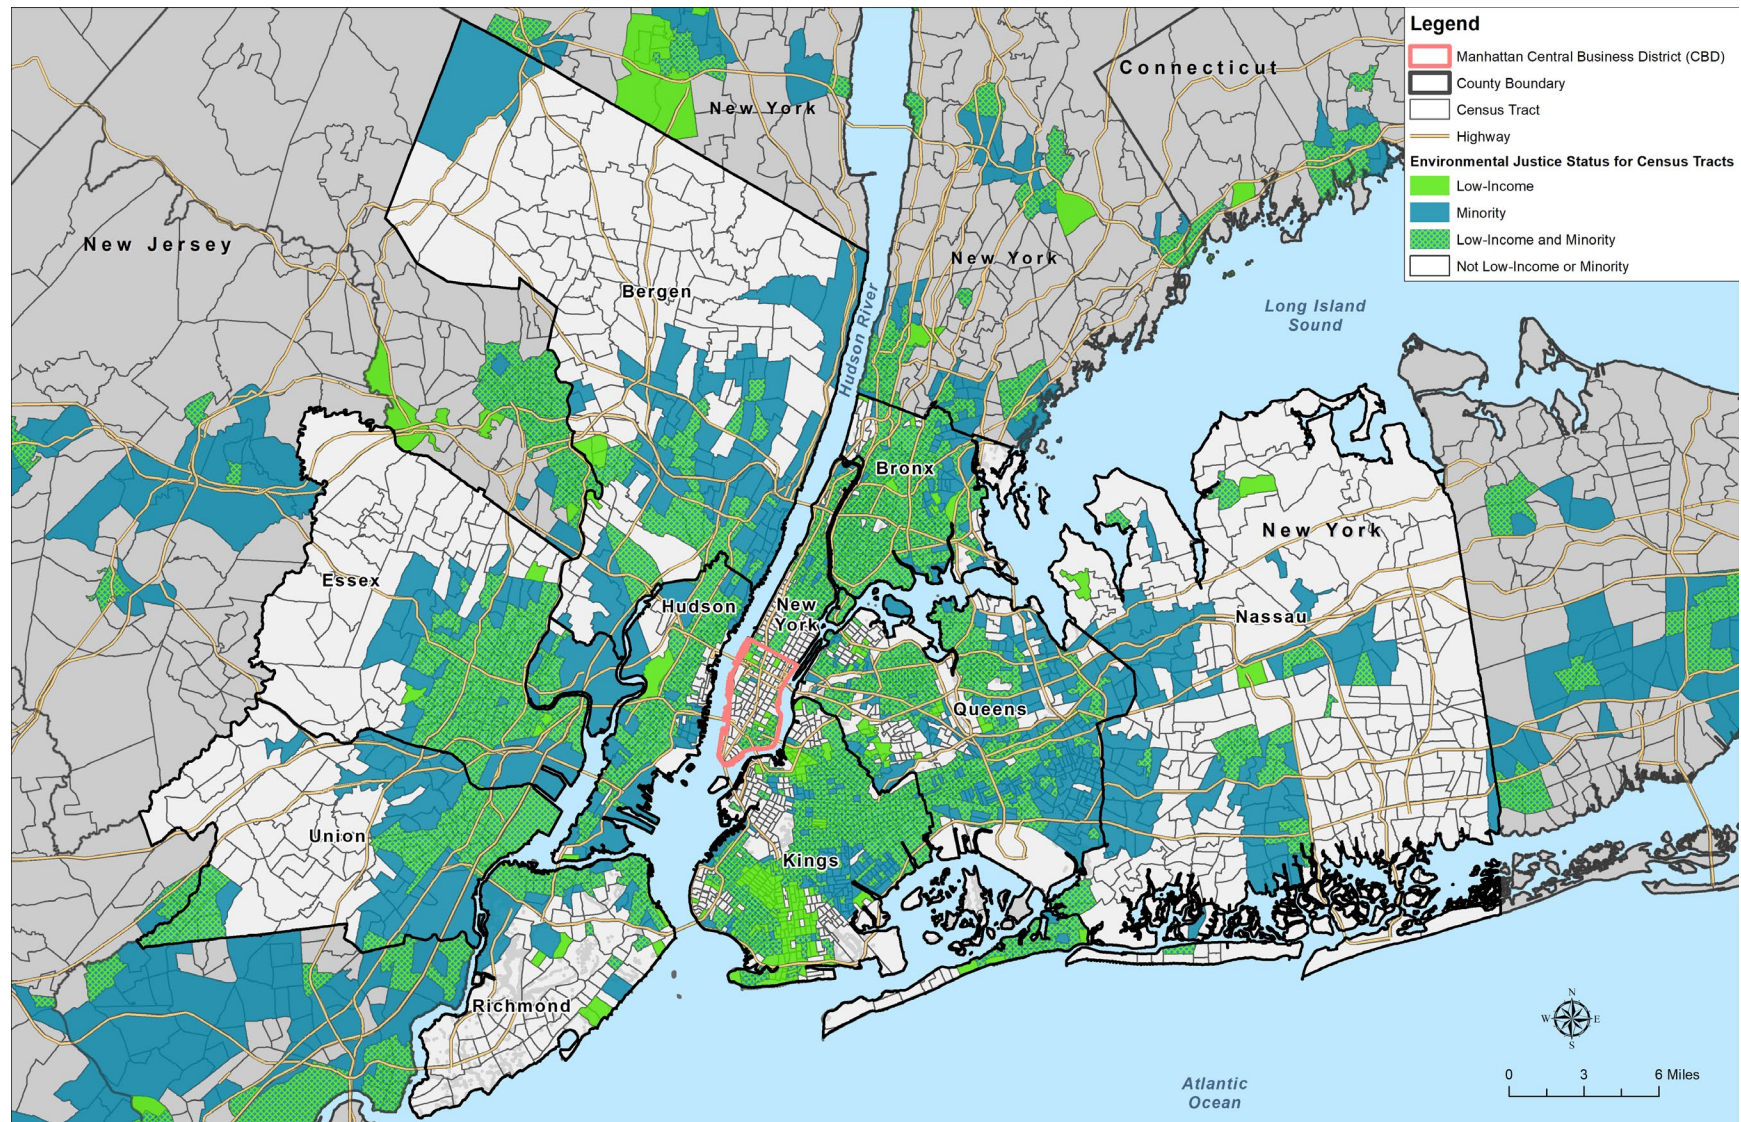 Legend
Manhattan Central Business District (CBD)
County Boundary
Census Tract
Highway
Environmental Justice Status for Census Tracts
Low-Income
Minority
Low-Income and Minority
Not Low-Income or Minority
Connecticut
New York
New Jersey
New York
Bergen
Hudson River
Long Island
Sound
Bronx
New York
Essex
Hudson
New
York
Nassau
Queens
Union
Kings
Richmond
N
W
E
S
0 3 6 Miles
Atlantic
Ocean